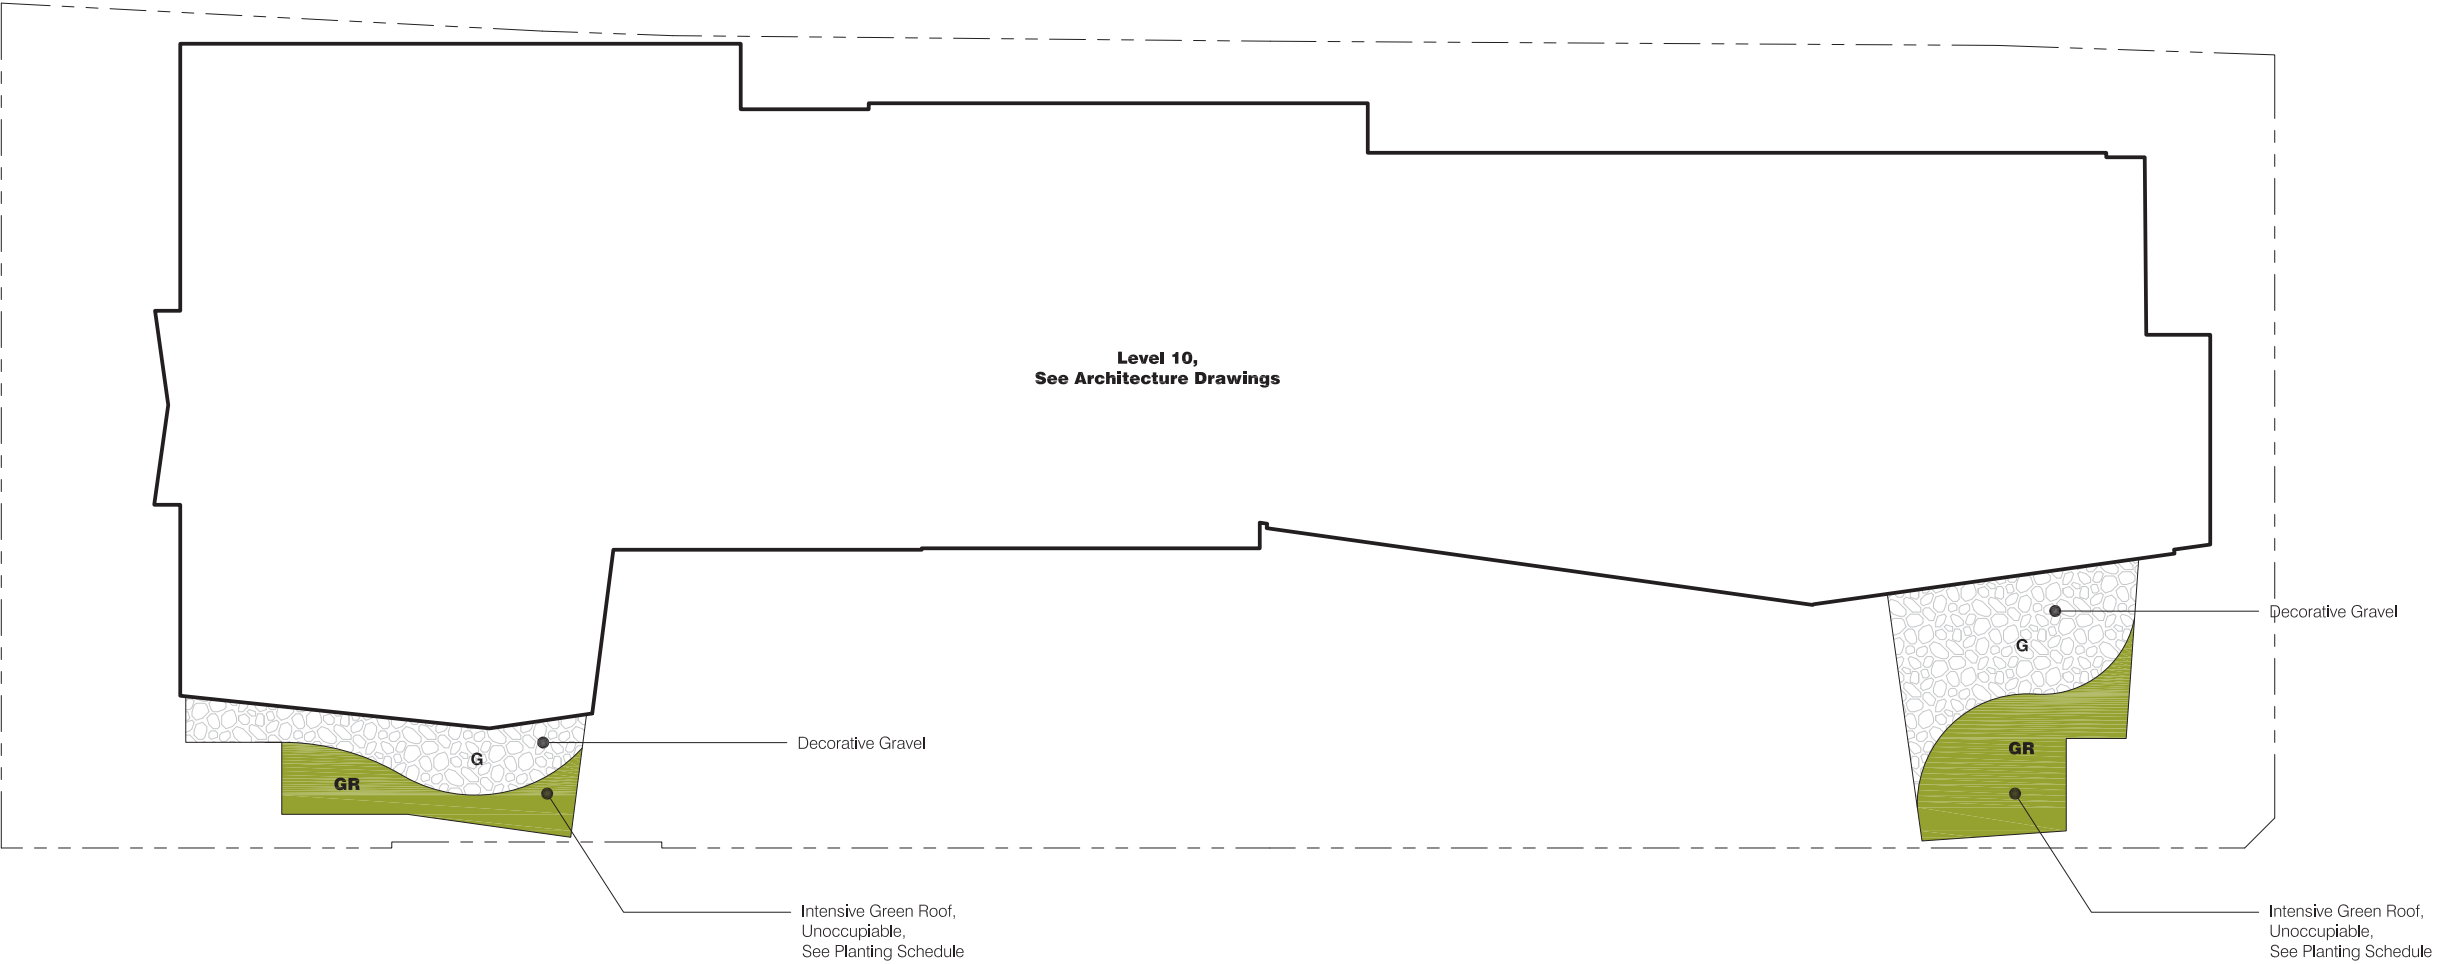 Level 10,
See Architecture Drawings
Decorative Gravel
G
GR
Decorative Gravel
G
GR
Intensive Green Roof,
Unoccupiable,
See Planting Schedule
Intensive Green Roof,
Unoccupiable,
See Planting Schedule